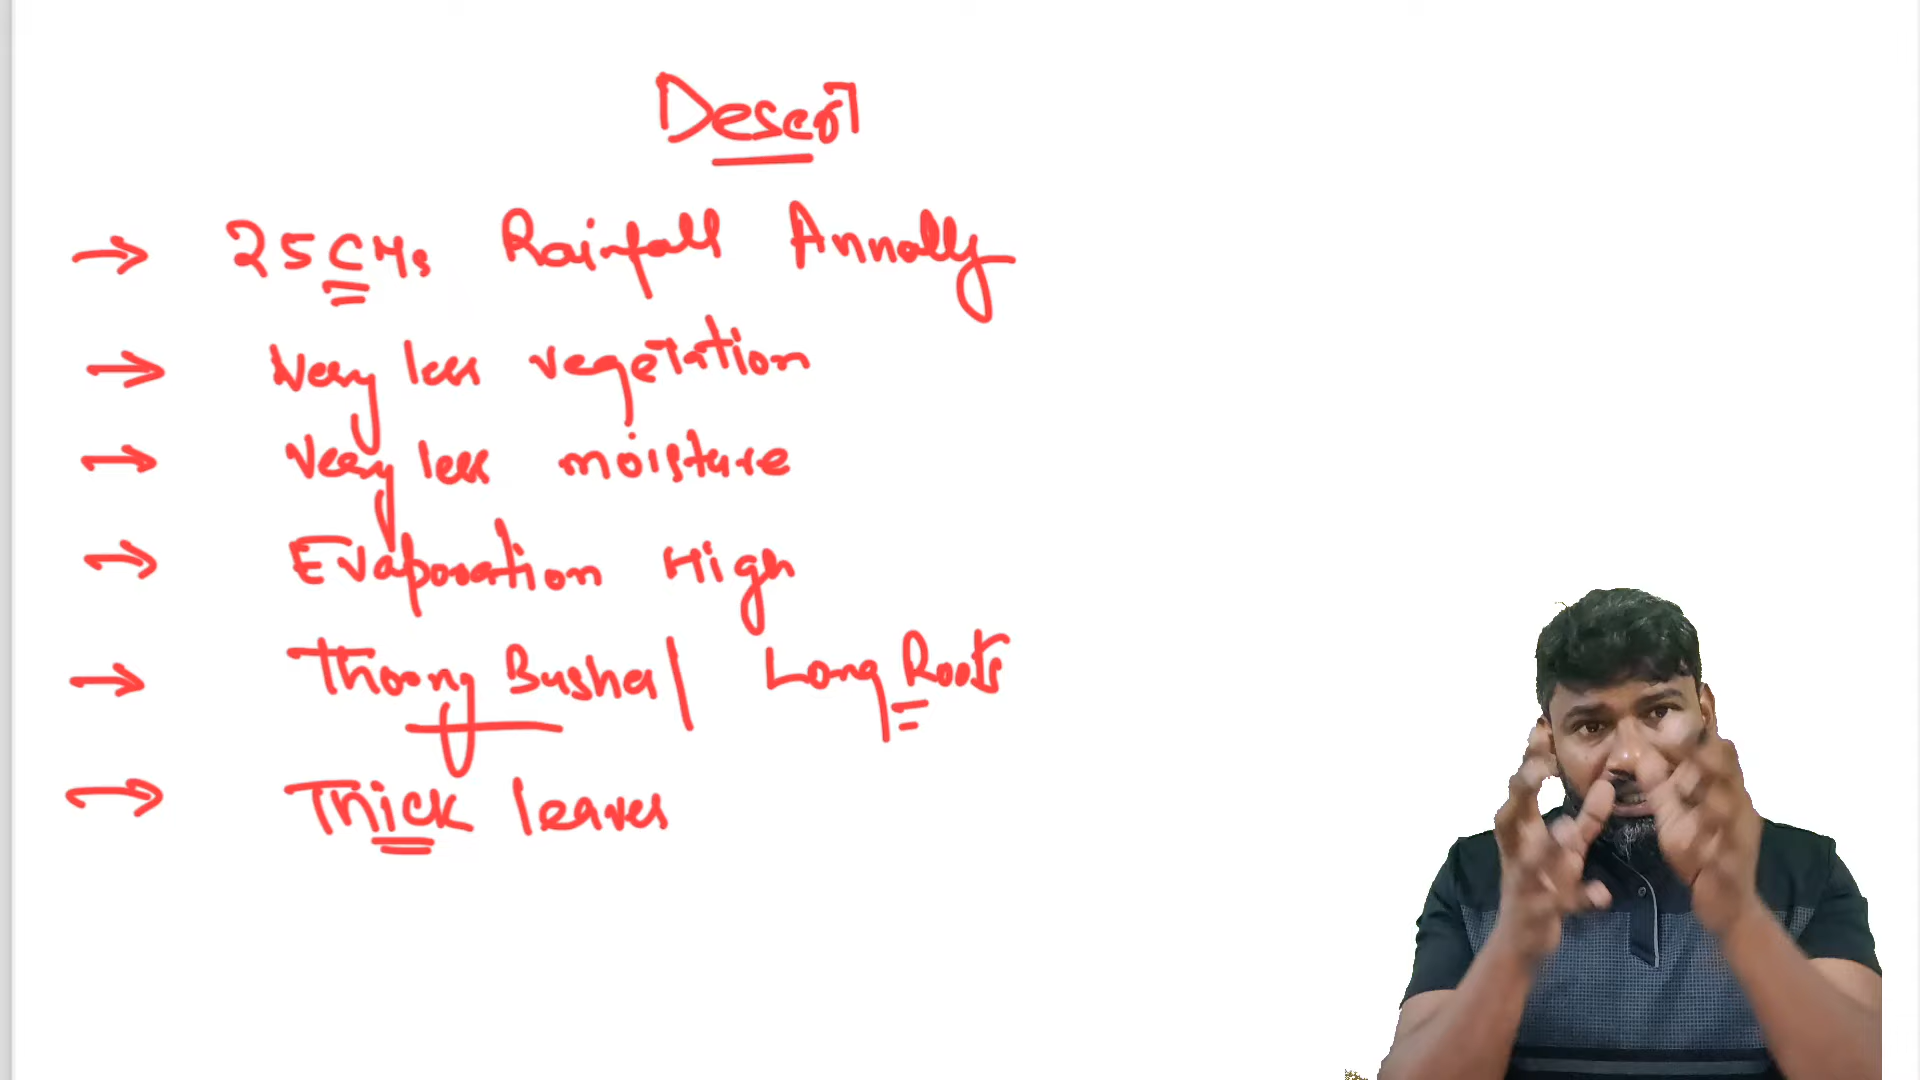 Desert
→ 25 CMs Rainfall Annally
→ Very less vegetation
→ Very less moisture
→ Evaporation High
→ Thorny Bushes / Long Roots
→ Thick leaves